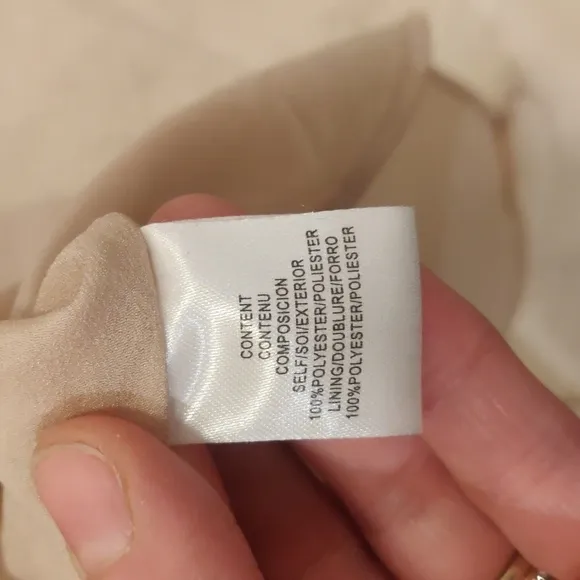 CONTENT
CONTENU
COMPOSICION
SELF/SOI/EXTERIOR
100%POLYESTER/POLIESTER
LINING/DOUBLURE/FORRO
100%POLYESTER/POLIESTER